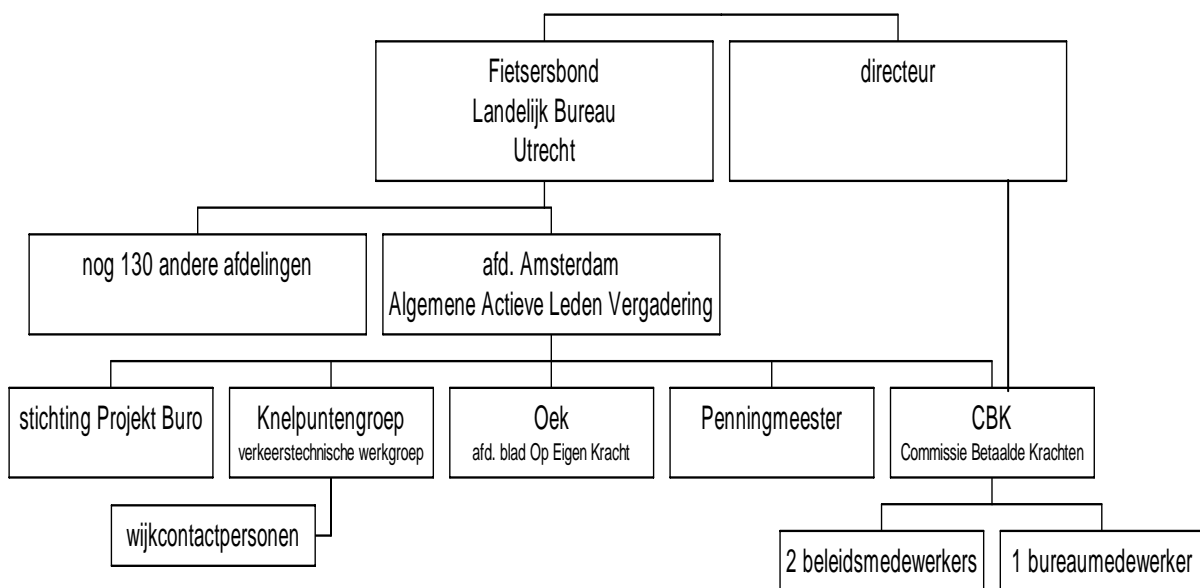 Fietsersbond
Landelijk Bureau
Utrecht
directeur
nog 130 andere afdelingen
afd. Amsterdam
Algemene Actieve Leden Vergadering
stichting Projekt Buro
Knelpuntengroep
verkeerstechnische werkgroep
Oek
afd. blad Op Eigen Kracht
Penningmeester
CBK
Commissie Betaalde Krachten
wijkcontactpersonen
2 beleidsmedewerkers
1 bureaumedewerker